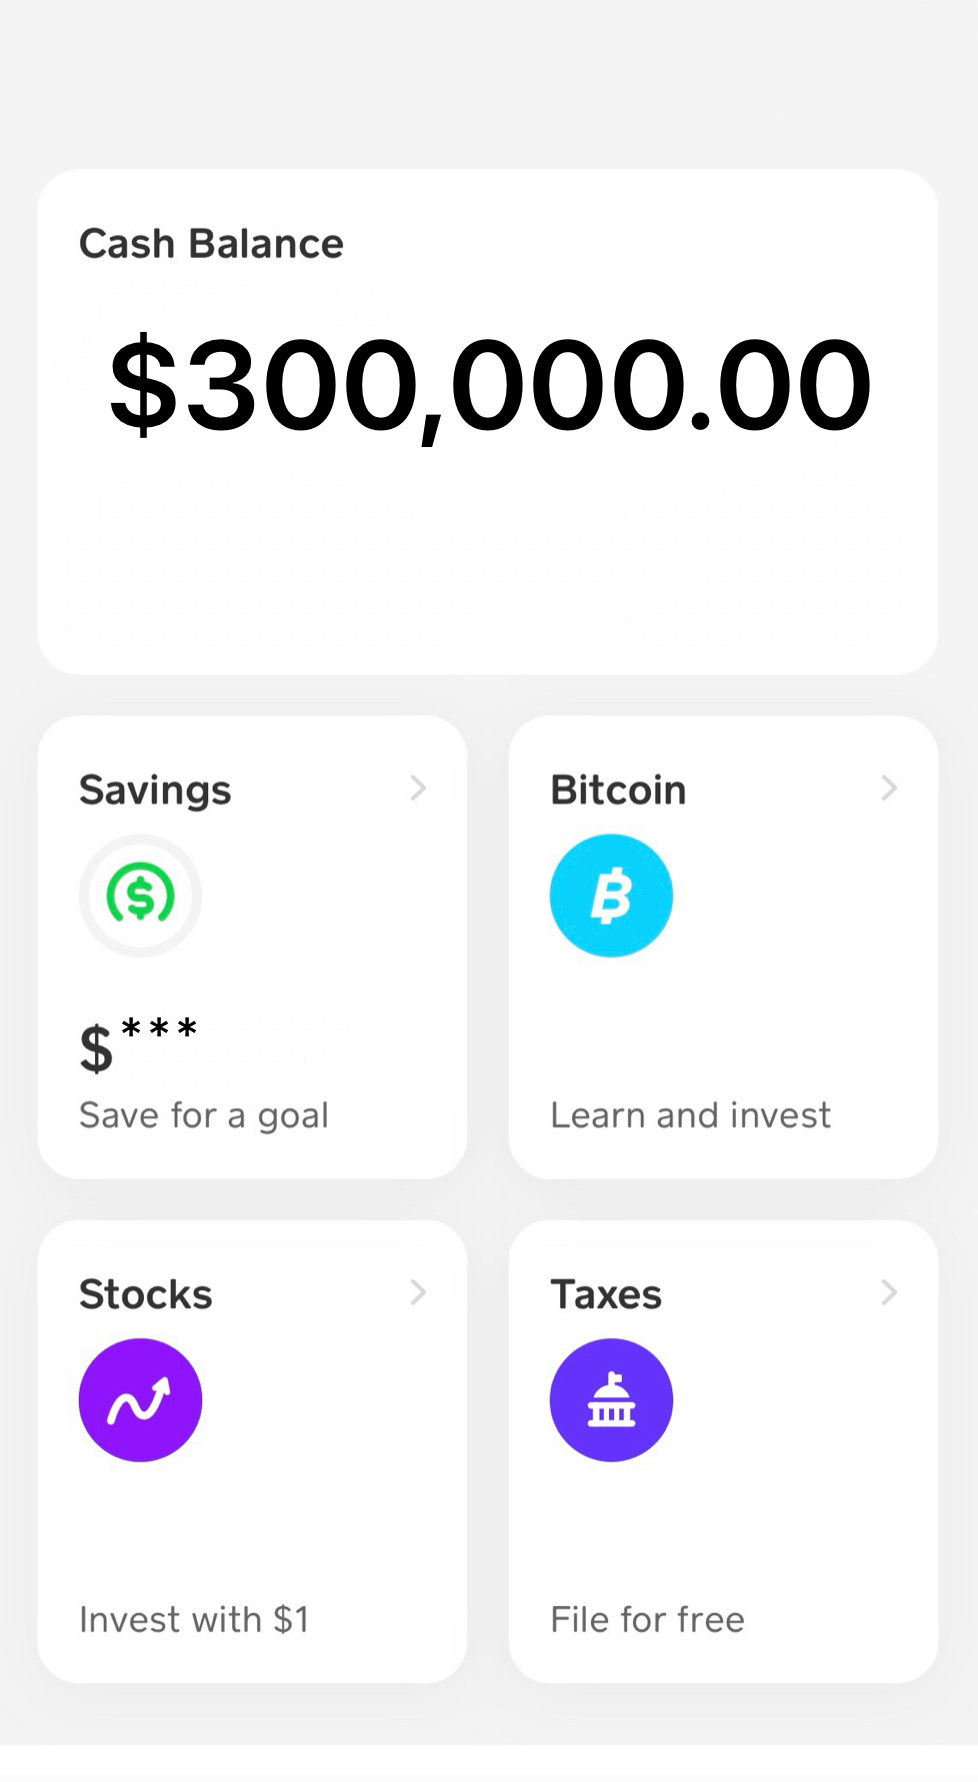 Cash Balance
$300,000.00
Savings
Bitcoin
$***
Save for a goal
Learn and invest
Stocks
Taxes
Invest with $1
File for free